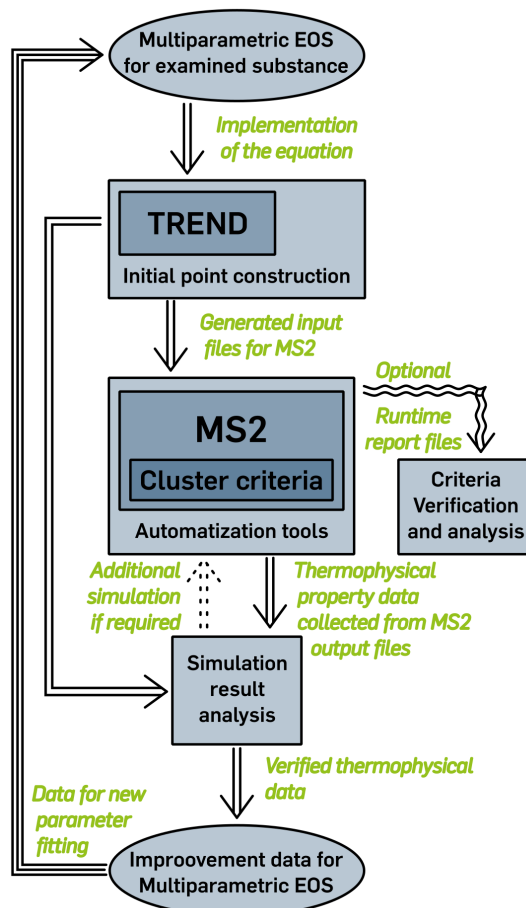 Multiparametric EOS
for examined substance
Implementation
of the equation
TREND
Initial point construction
Generated input
files for MS2
Optional
MS2
Runtime
report files
Cluster criteria
Automatization tools
Criteria
Verification
and analysis
Additional
simulation
if required
Thermophysical
property data
collected from MS2
output files
Simulation
result
analysis
Verified thermophysical
data
Data for new
parameter
fitting
Improovement data for
Multiparametric EOS